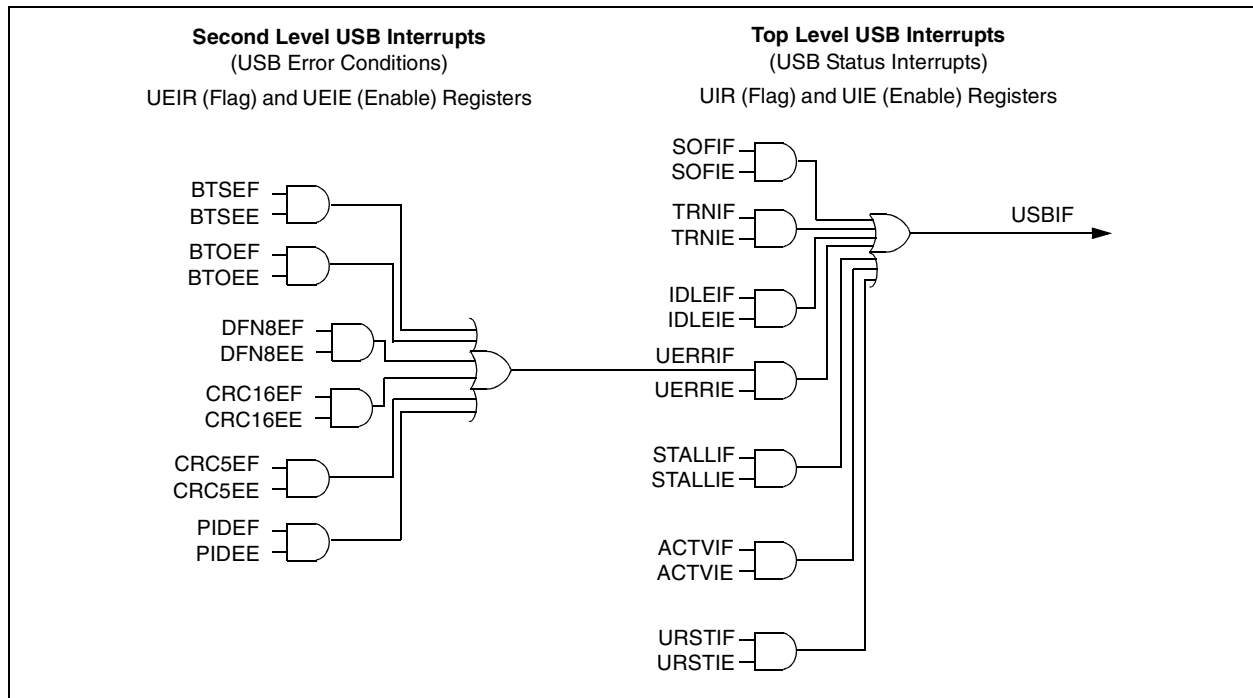 Second Level USB Interrupts
(USB Error Conditions)
UEIR (Flag) and UEIE (Enable) Registers
BTSEF
BTSEE
BTOEF
BTOEE
DFN8EF
DFN8EE
CRC16EF
CRC16EE
CRC5EF
CRC5EE
PIDEF
PIDEE
Top Level USB Interrupts
(USB Status Interrupts)
UIR (Flag) and UIE (Enable) Registers
SOFIF
SOFIE
TRNIF
TRNIE
IDLEIF
IDLEIE
UERRIF
UERRIE
STALLIF
STALLIE
ACTVIF
ACTVIE
URSTIF
URSTIE
USBIF